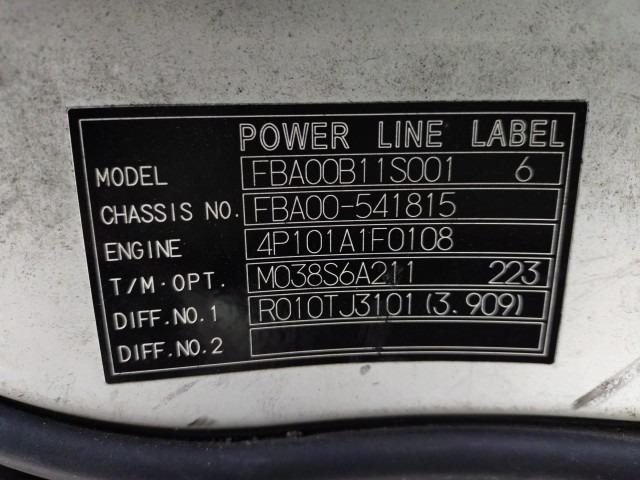 POWER LINE LABEL
MODEL FBA00B11S001 6
CHASSIS NO. FBA00-541815
ENGINE 4P101A1F0108
T/M·OPT. M038S6A211 223
DIFF.NO.1 R010TJ3101(3.909)
DIFF.NO.2